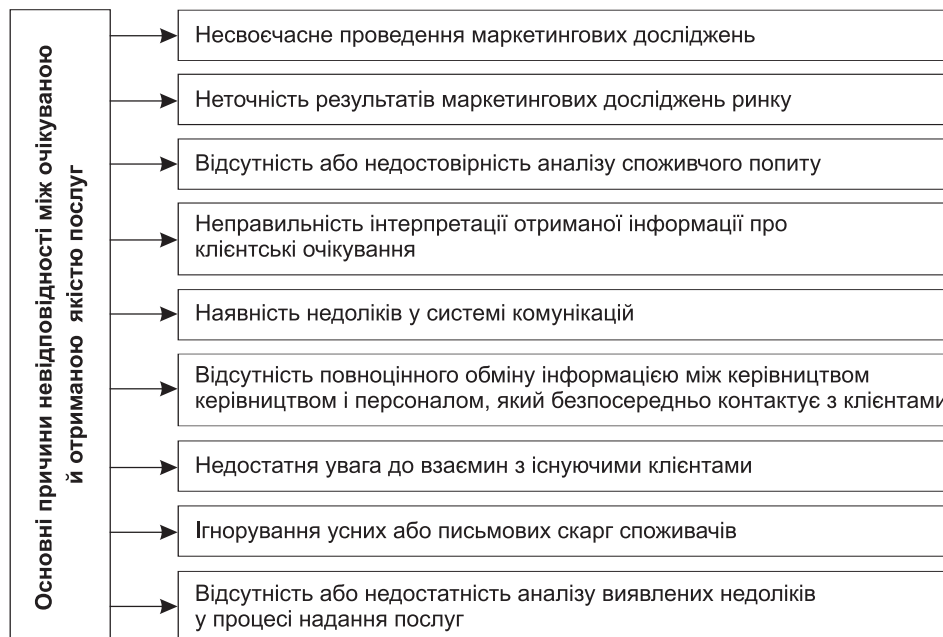 Основні причини невідповідності між очікуваною
й отриманою якістю послуг
Несвоєчасне проведення маркетингових досліджень
Неточність результатів маркетингових досліджень ринку
Відсутність або недостовірність аналізу споживчого попиту
Неправильність інтерпретації отриманої інформації про
клієнтські очікування
Наявність недоліків у системі комунікацій
Відсутність повноцінного обміну інформацією між керівництвом
керівництвом і персоналом, який безпосередньо контактує з клієнтами
Недостатня увага до взаємин з існуючими клієнтами
Ігнорування усних або письмових скарг споживачів
Відсутність або недостатність аналізу виявлених недоліків
у процесі надання послуг